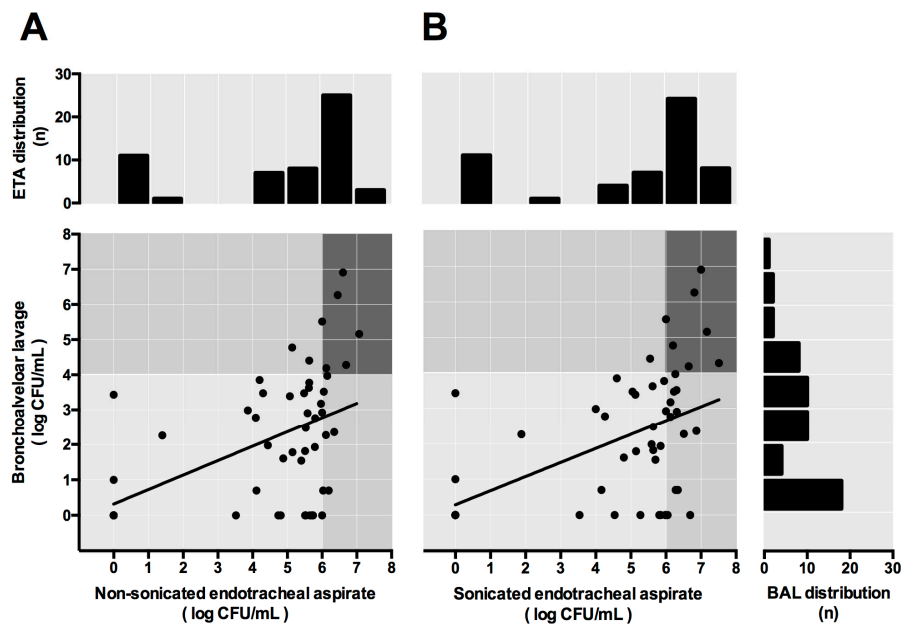 A
B
ETA distribution
(n)
30
20
10
0
Bronchoalveloar lavage
( log CFU/mL)
8
7
6
5
4
3
2
1
0
0 1 2 3 4 5 6 7 8
Non-sonicated endotracheal aspirate
( log CFU/mL )
0 1 2 3 4 5 6 7 8
Sonicated endotracheal aspirate
( log CFU/mL )
0 10 20 30
BAL distribution
(n)